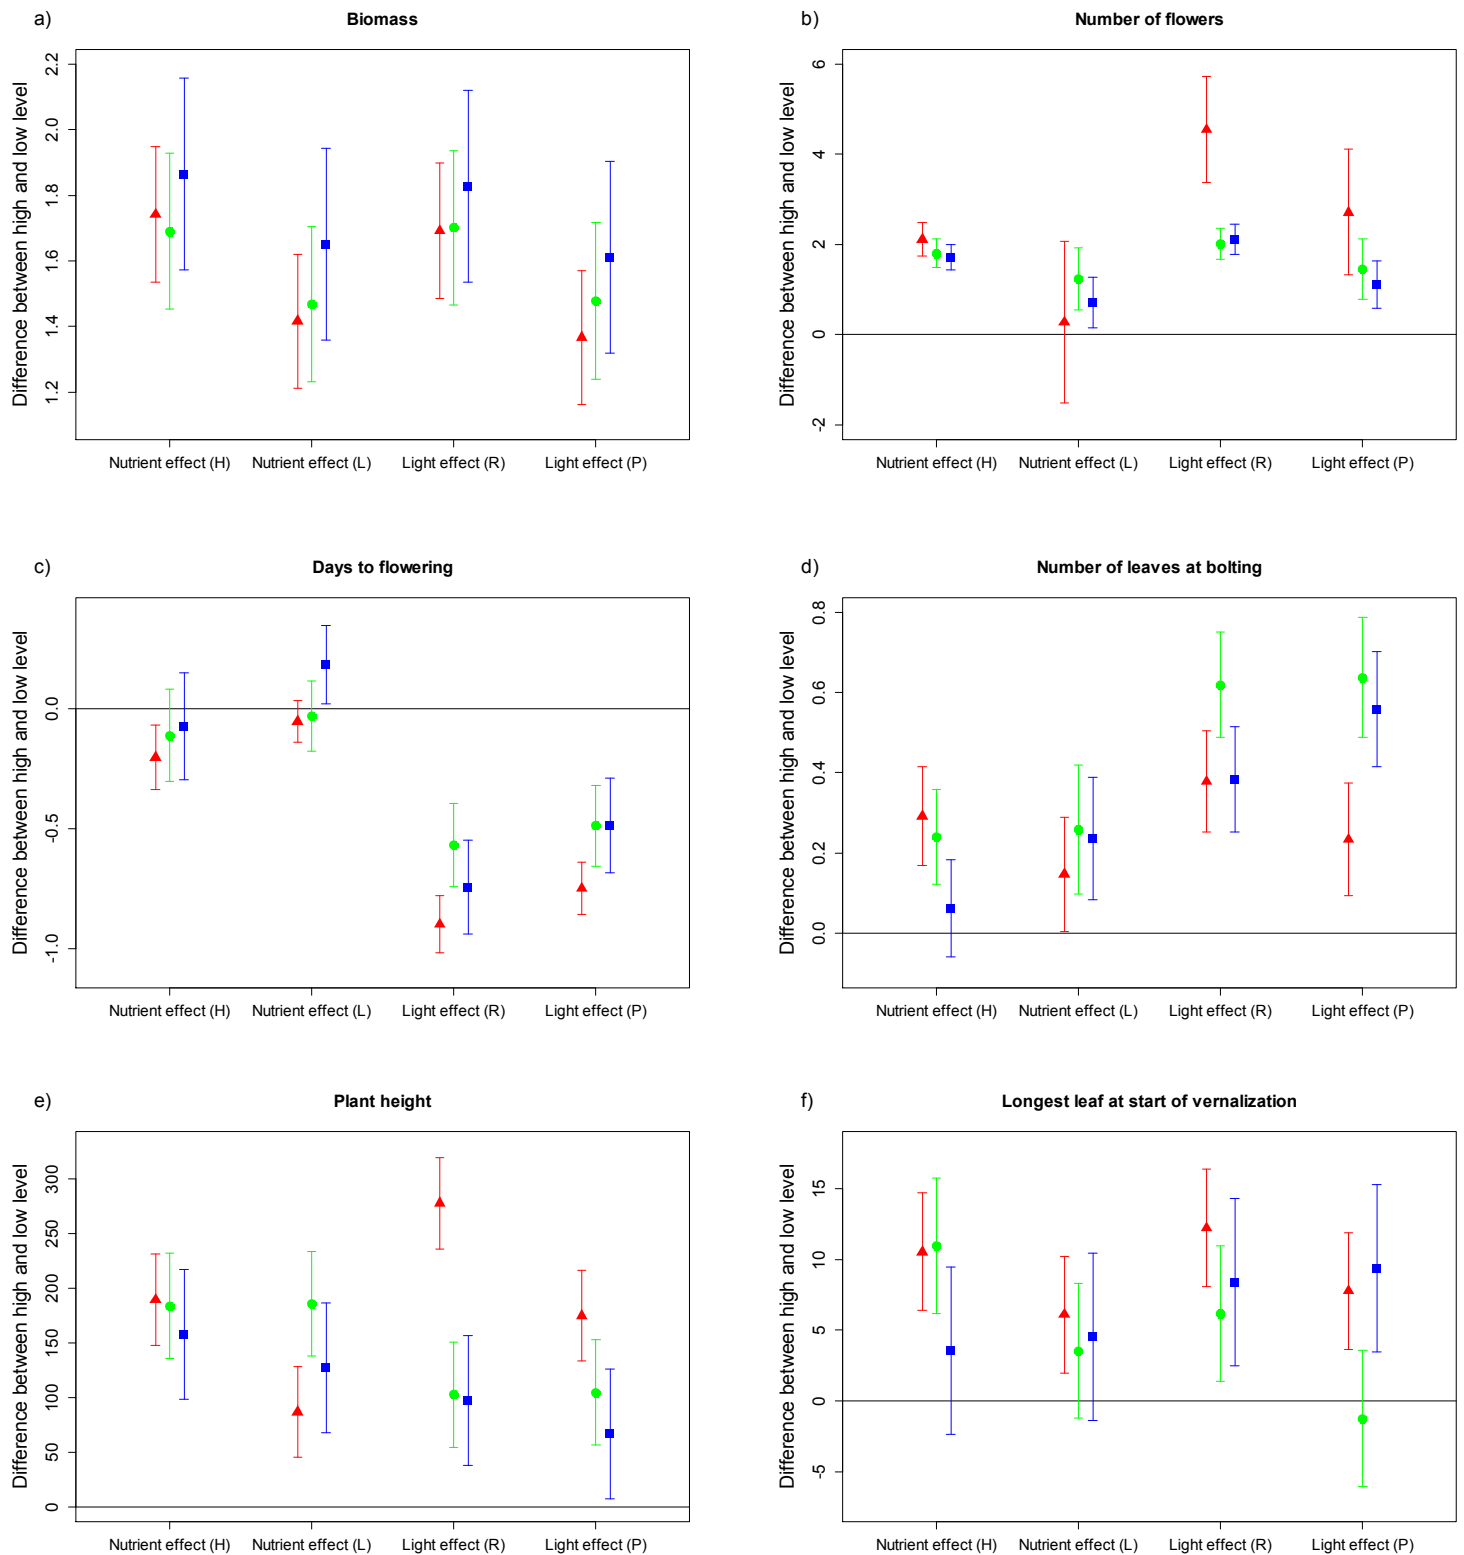 a) Biomass
Difference between high and low level
2.2
2.0
1.8
1.6
1.4
1.2
Nutrient effect (H) Nutrient effect (L) Light effect (R) Light effect (P)
b) Number of flowers
Difference between high and low level
6
4
2
0
-2
Nutrient effect (H) Nutrient effect (L) Light effect (R) Light effect (P)
c) Days to flowering
Difference between high and low level
0.0
-0.5
-1.0
Nutrient effect (H) Nutrient effect (L) Light effect (R) Light effect (P)
d) Number of leaves at bolting
Difference between high and low level
0.8
0.6
0.4
0.2
0.0
Nutrient effect (H) Nutrient effect (L) Light effect (R) Light effect (P)
e) Plant height
Difference between high and low level
300
250
200
150
100
50
0
Nutrient effect (H) Nutrient effect (L) Light effect (R) Light effect (P)
f) Longest leaf at start of vernalization
Difference between high and low level
15
10
5
0
-5
Nutrient effect (H) Nutrient effect (L) Light effect (R) Light effect (P)